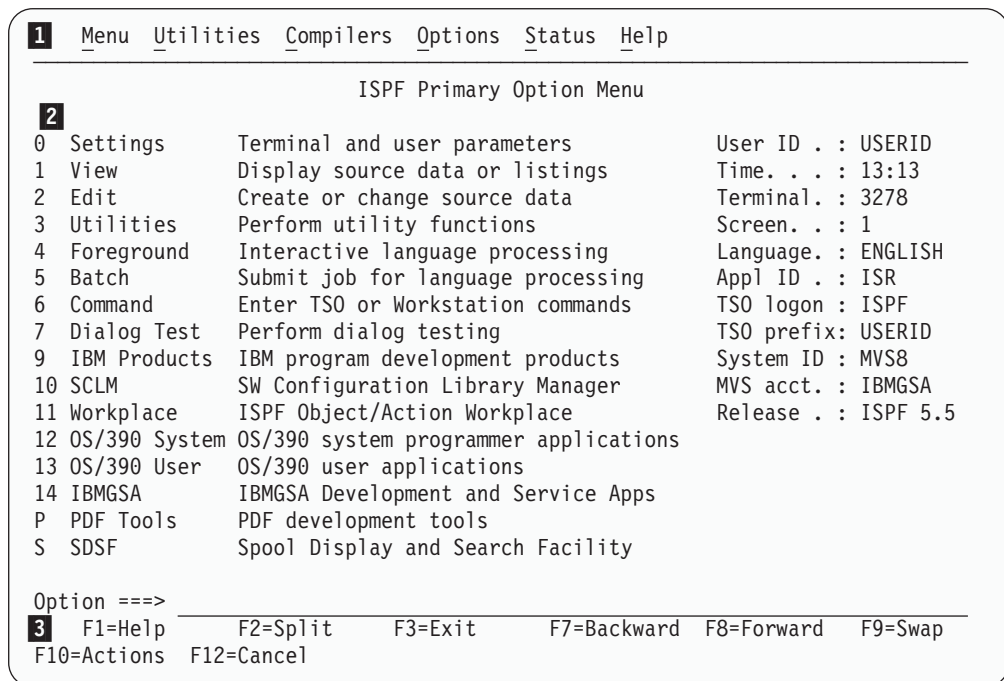 1 Menu Utilities Compilers Options Status Help
ISPF Primary Option Menu
2
0 Settings Terminal and user parameters User ID . : USERID
1 View Display source data or listings Time. . . : 13:13
2 Edit Create or change source data Terminal. : 3278
3 Utilities Perform utility functions Screen. . : 1
4 Foreground Interactive language processing Language. : ENGLISH
5 Batch Submit job for language processing Appl ID . : ISR
6 Command Enter TSO or Workstation commands TSO logon : ISPF
7 Dialog Test Perform dialog testing TSO prefix: USERID
9 IBM Products IBM program development products System ID : MVS8
10 SCLM SW Configuration Library Manager MVS acct. : IBMGSA
11 Workplace ISPF Object/Action Workplace Release . : ISPF 5.5
12 OS/390 System OS/390 system programmer applications
13 OS/390 User OS/390 user applications
14 IBMGSA IBMGSA Development and Service Apps
P PDF Tools PDF development tools
S SDSF Spool Display and Search Facility
Option ===>
3 F1=Help F2=Split F3=Exit F7=Backward F8=Forward F9=Swap
F10=Actions F12=Cancel